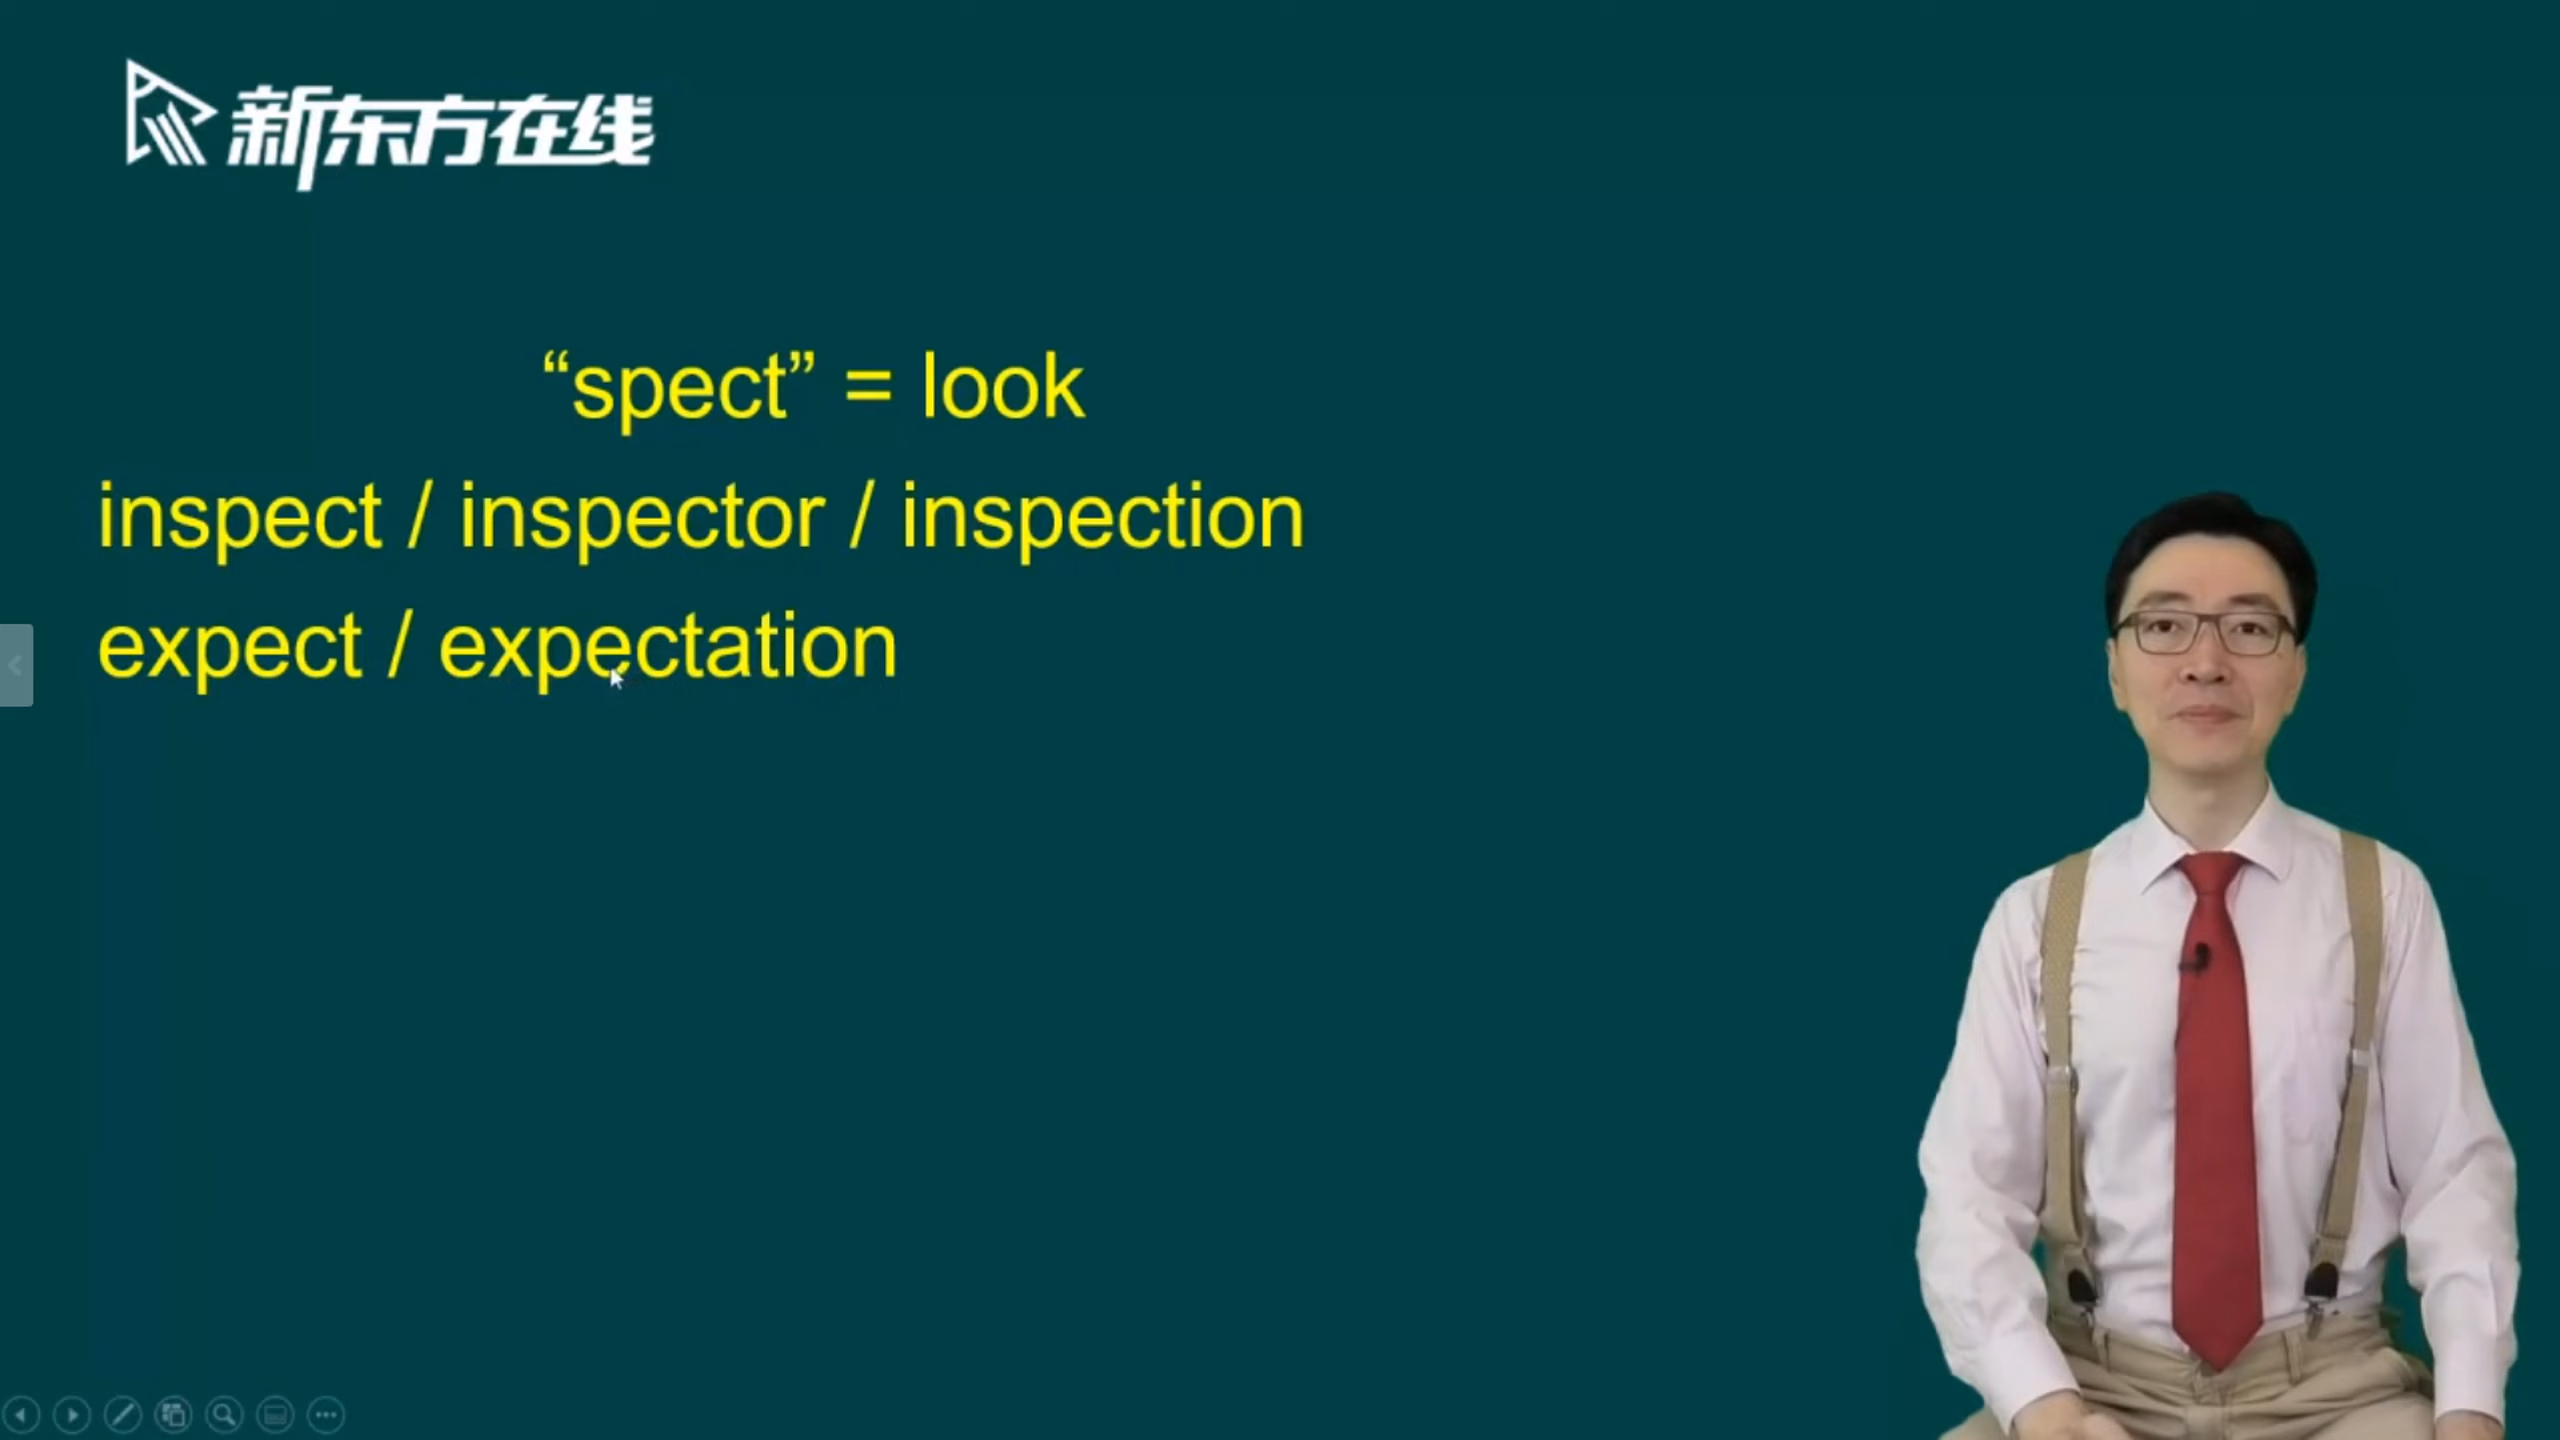 新东方在线
“spect” = look
inspect / inspector / inspection
expect / expectation